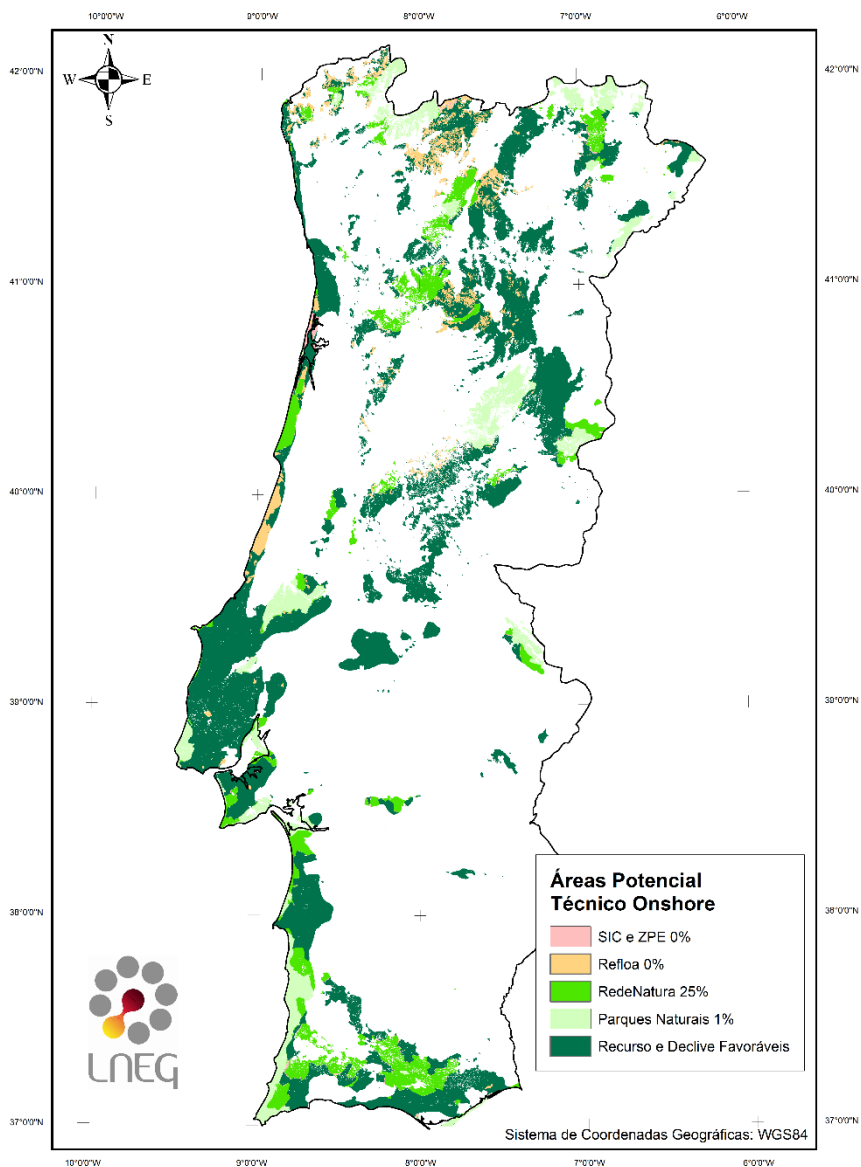 10°0'0"W 9°0'0"W 8°0'0"W 7°0'0"W 6°0'0"W
N
W E
S
42°0'0"N 42°0'0"N
41°0'0"N 41°0'0"N
40°0'0"N 40°0'0"N
39°0'0"N 39°0'0"N
38°0'0"N 38°0'0"N
37°0'0"N 37°0'0"N
Áreas Potencial
Técnico Onshore
SIC e ZPE 0%
Refloa 0%
RedeNatura 25%
Parques Naturais 1%
Recurso e Declive Favoráveis
LNEG
Sistema de Coordenadas Geográficas: WGS84
10°0'0"W 9°0'0"W 8°0'0"W 7°0'0"W 6°0'0"W